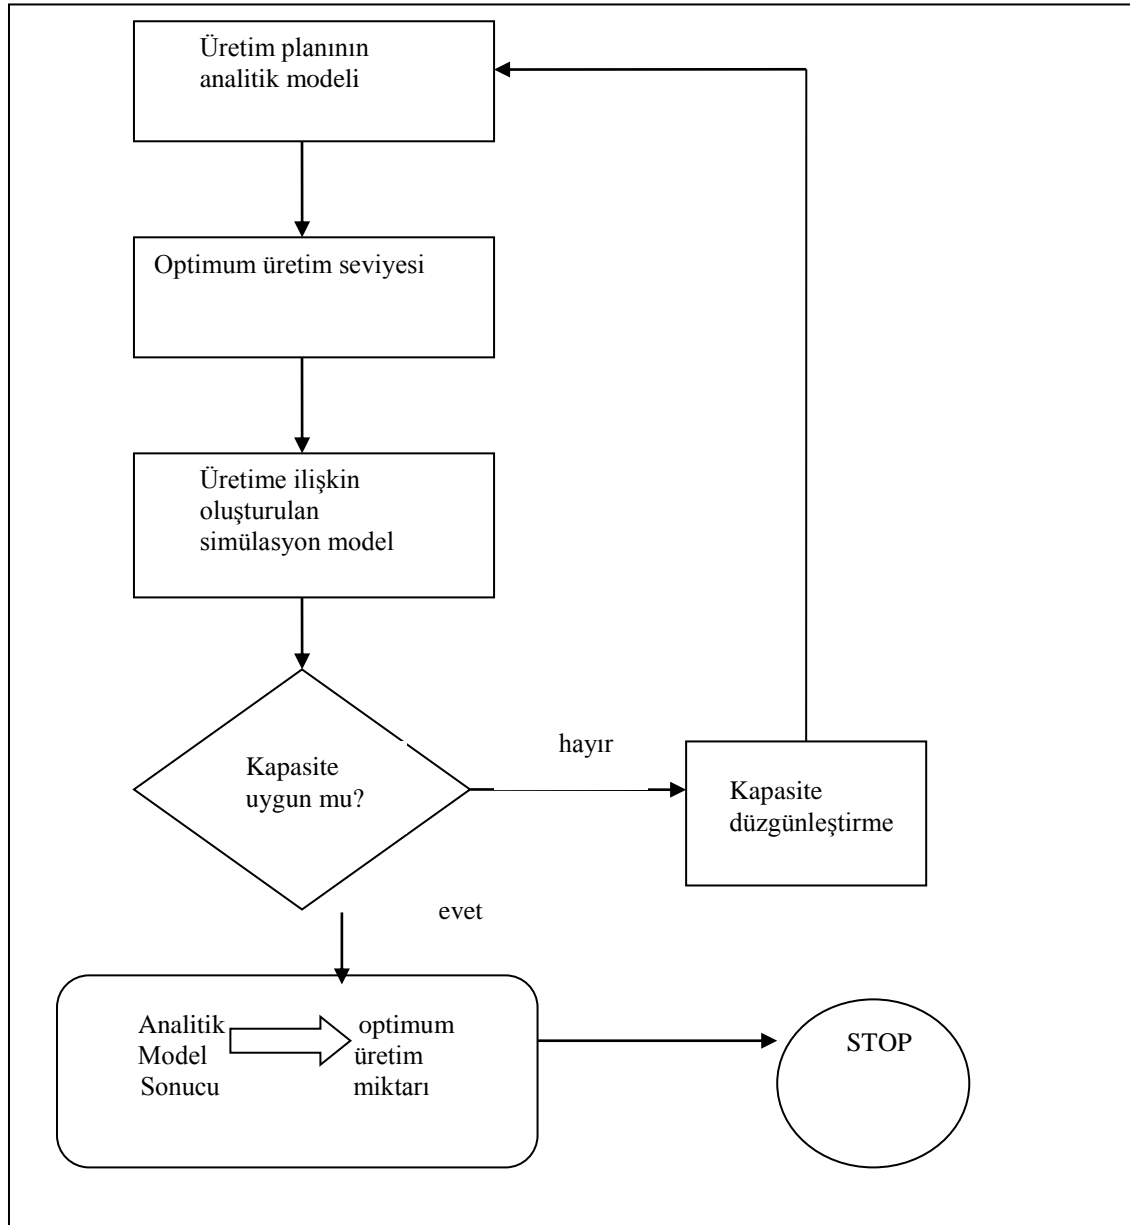 Üretim planının
analitik modeli
Optimum üretim seviyesi
Üretime ilişkin
oluşturulan
simülasyon model
Kapasite
uygun mu?
hayır
Kapasite
düzgünleştirme
evet
Analitik
Model
Sonucu
optimum
üretim
miktarı
STOP